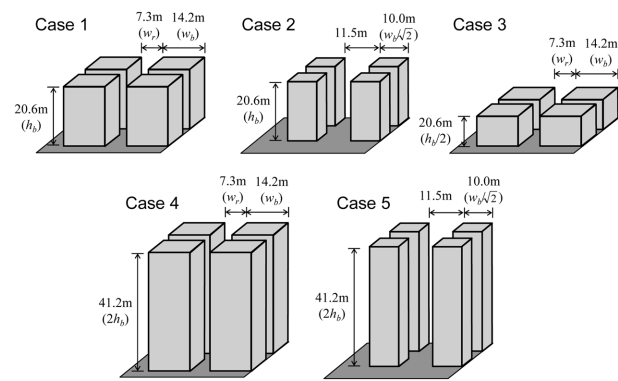 Case 1
7.3m 14.2m
(wr) (wb)
20.6m
(hb)
Case 2
11.5m 10.0m
(wb/√2)
20.6m
(hb)
Case 3
7.3m 14.2m
(wr) (wb)
20.6m
(hb/2)
Case 4
7.3m 14.2m
(wr) (wb)
41.2m
(2hb)
Case 5
11.5m 10.0m
(wb/√2)
41.2m
(2hb)